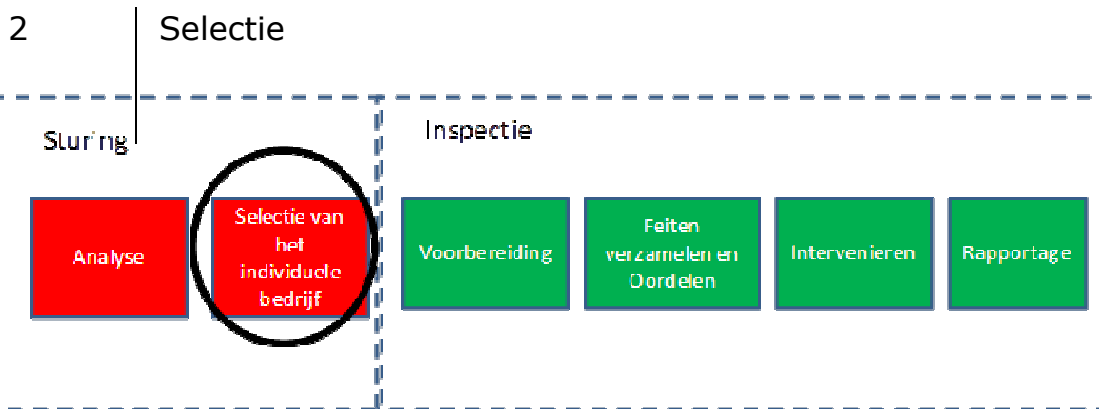 2 Selectie
Sturing
Inspectie
Analyse
Selectie van
het
individuele
bedrijf
Voorbereiding
Feiten
verzamelen en
Oordelen
Intervenieren
Rapportage